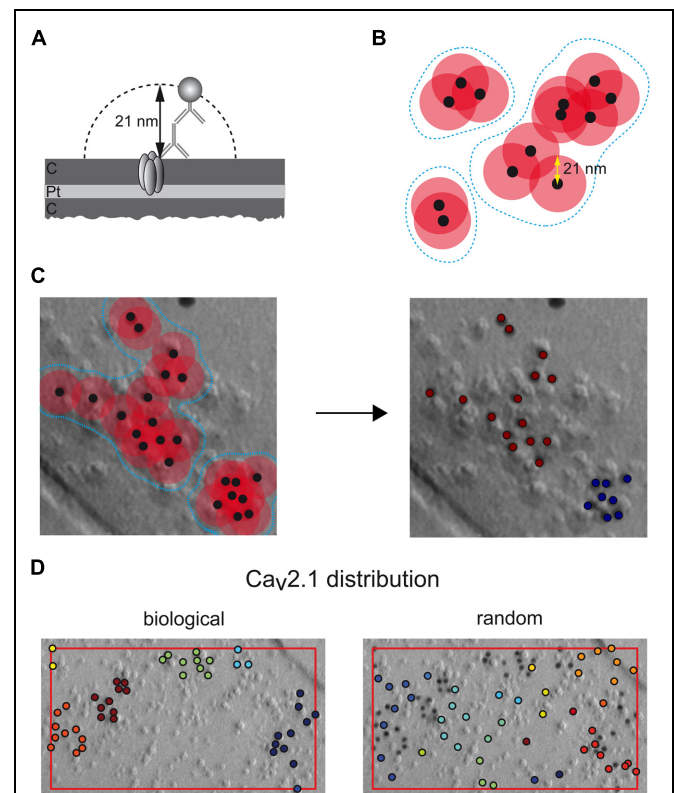 A
21 nm
C
Pt
C
B
21 nm
C
D
Cav2.1 distribution
biological
random